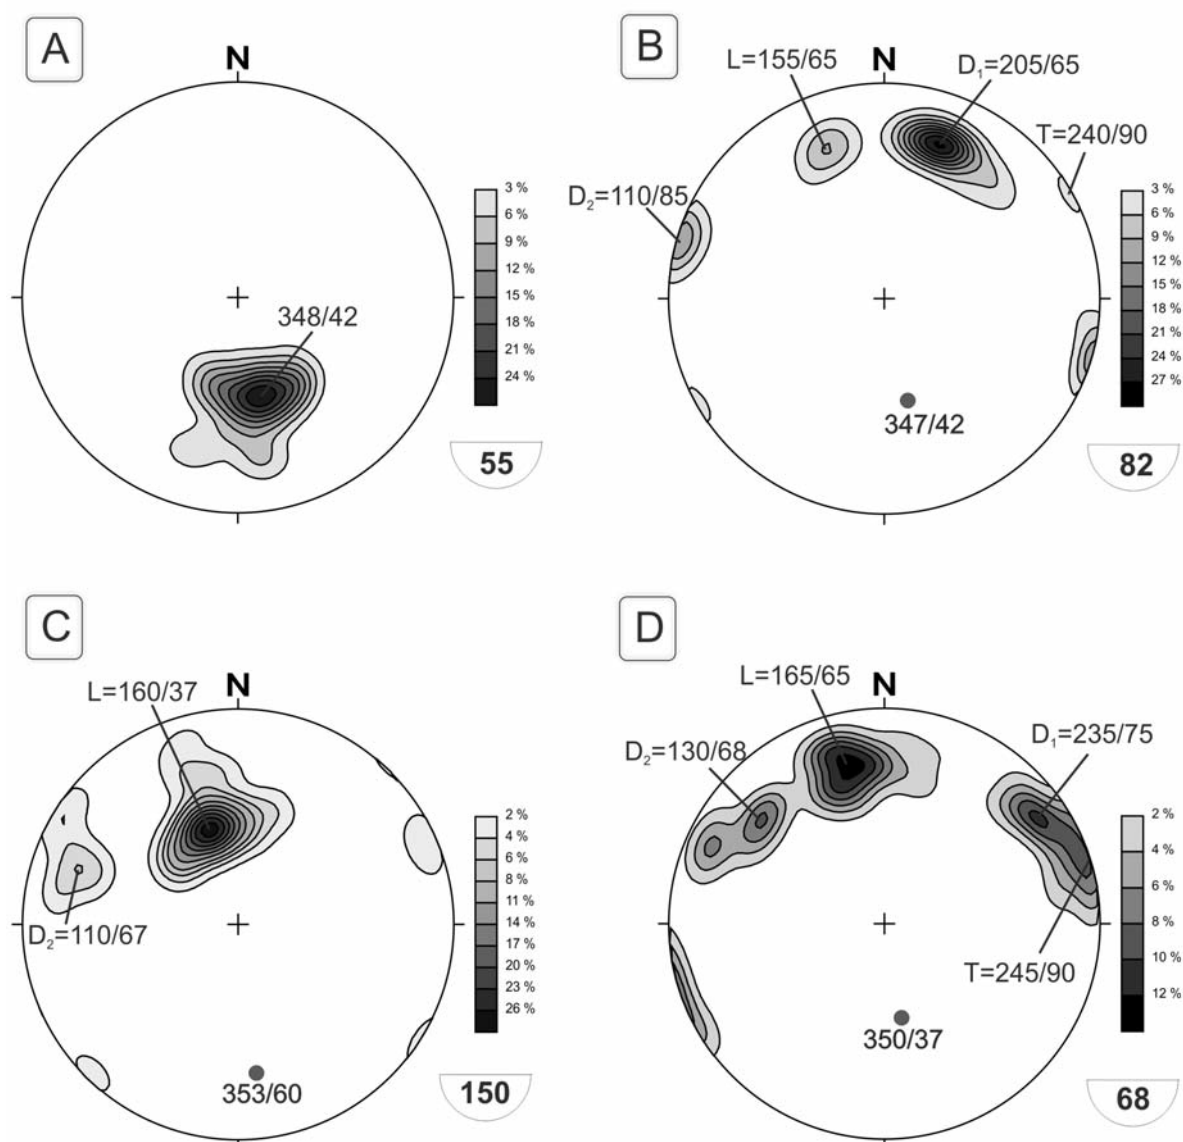 A
N
348/42
3 %
6 %
9 %
12 %
15 %
18 %
21 %
24 %
55
B
N
L=155/65
D₁=205/65
T=240/90
D₂=110/85
347/42
3 %
6 %
9 %
12 %
15 %
18 %
21 %
24 %
27 %
82
C
N
L=160/37
D₂=110/67
353/60
2 %
4 %
6 %
8 %
11 %
14 %
17 %
20 %
23 %
26 %
150
D
N
L=165/65
D₂=130/68
D₁=235/75
T=245/90
350/37
2 %
4 %
6 %
8 %
10 %
12 %
68